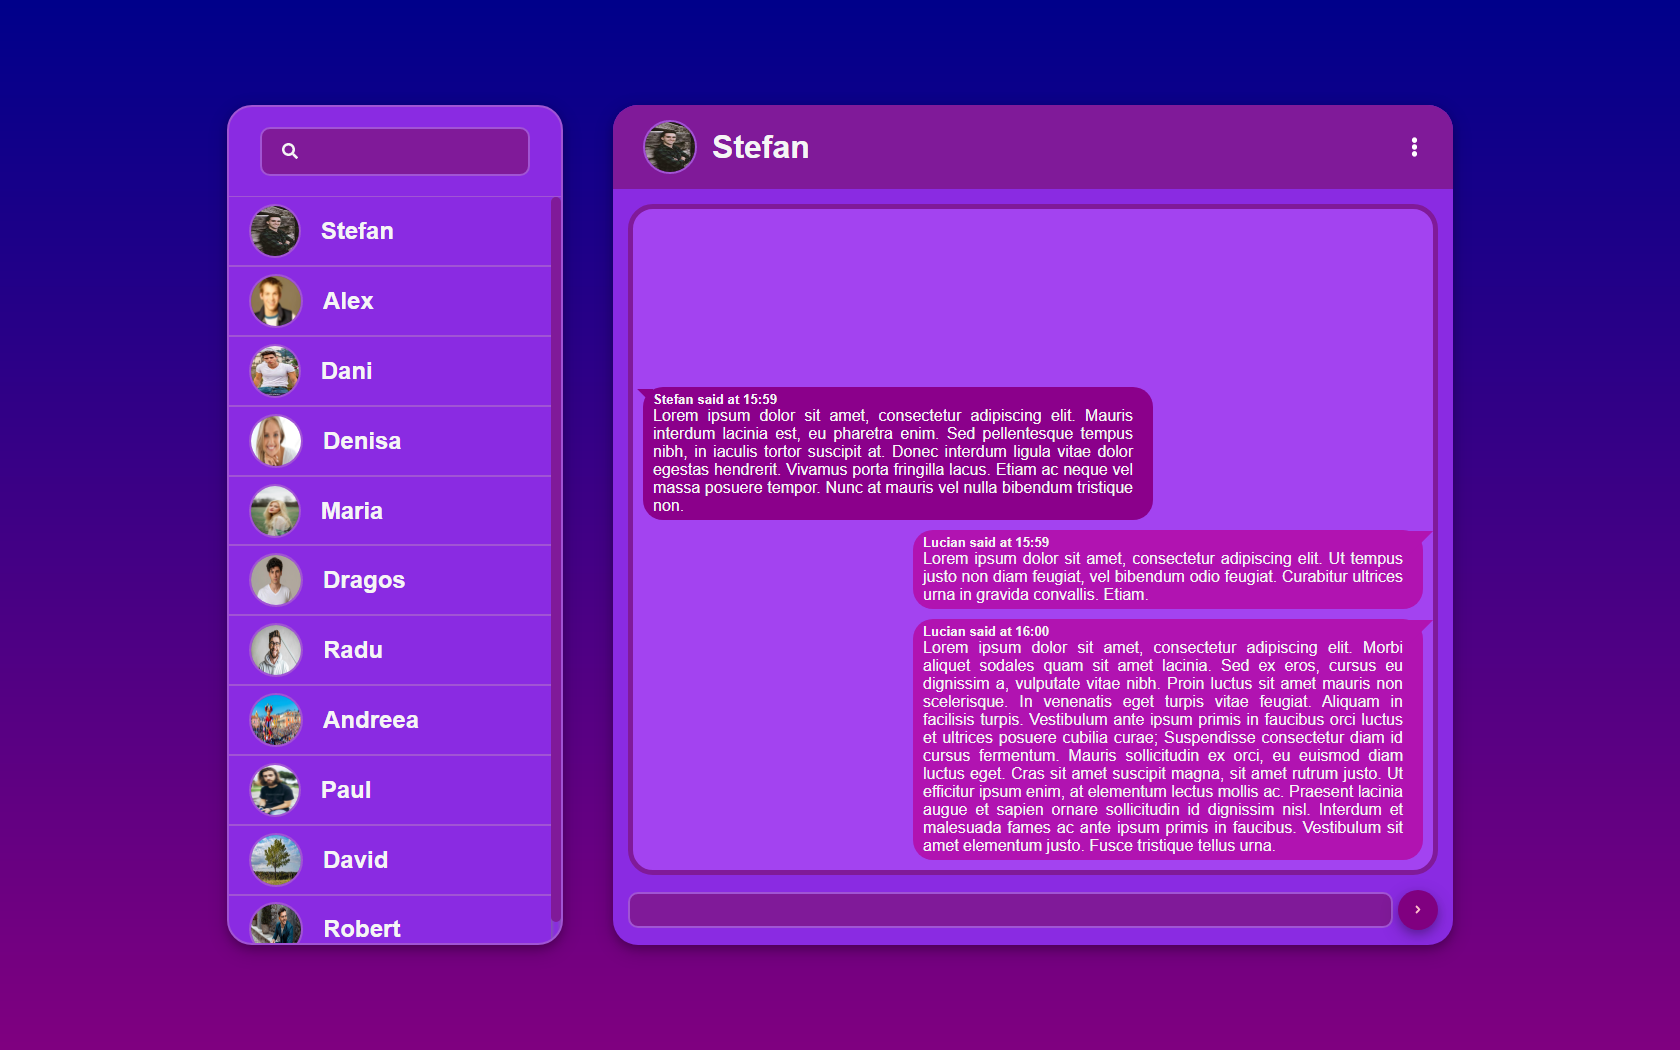 Stefan
Alex
Dani
Denisa
Maria
Dragos
Radu
Andreea
Paul
David
Robert
Stefan
Stefan said at 15:59
Lorem ipsum dolor sit amet, consectetur adipiscing elit. Mauris
interdum lacinia est, eu pharetra enim. Sed pellentesque tempus
nibh, in iaculis tortor suscipit at. Donec interdum ligula vitae dolor
egestas hendrerit. Vivamus porta fringilla lacus. Etiam ac neque vel
massa posuere tempor. Nunc at mauris vel nulla bibendum tristique
non.
Lucian said at 15:59
Lorem ipsum dolor sit amet, consectetur adipiscing elit. Ut tempus
justo non diam feugiat, vel bibendum odio feugiat. Curabitur ultrices
urna in gravida convallis. Etiam.
Lucian said at 16:00
Lorem ipsum dolor sit amet, consectetur adipiscing elit. Morbi
aliquet sodales quam sit amet lacinia. Sed ex eros, cursus eu
dignissim a, vulputate vitae nibh. Proin luctus sit amet mauris non
scelerisque. In venenatis eget turpis vitae feugiat. Aliquam in
facilisis turpis. Vestibulum ante ipsum primis in faucibus orci luctus
et ultrices posuere cubilia curae; Suspendisse consectetur diam id
cursus fermentum. Mauris sollicitudin ex orci, eu euismod diam
luctus eget. Cras sit amet suscipit magna, sit amet rutrum justo. Ut
efficitur ipsum enim, at elementum lectus mollis ac. Praesent lacinia
augue et sapien ornare sollicitudin id dignissim nisl. Interdum et
malesuada fames ac ante ipsum primis in faucibus. Vestibulum sit
amet elementum justo. Fusce tristique tellus urna.